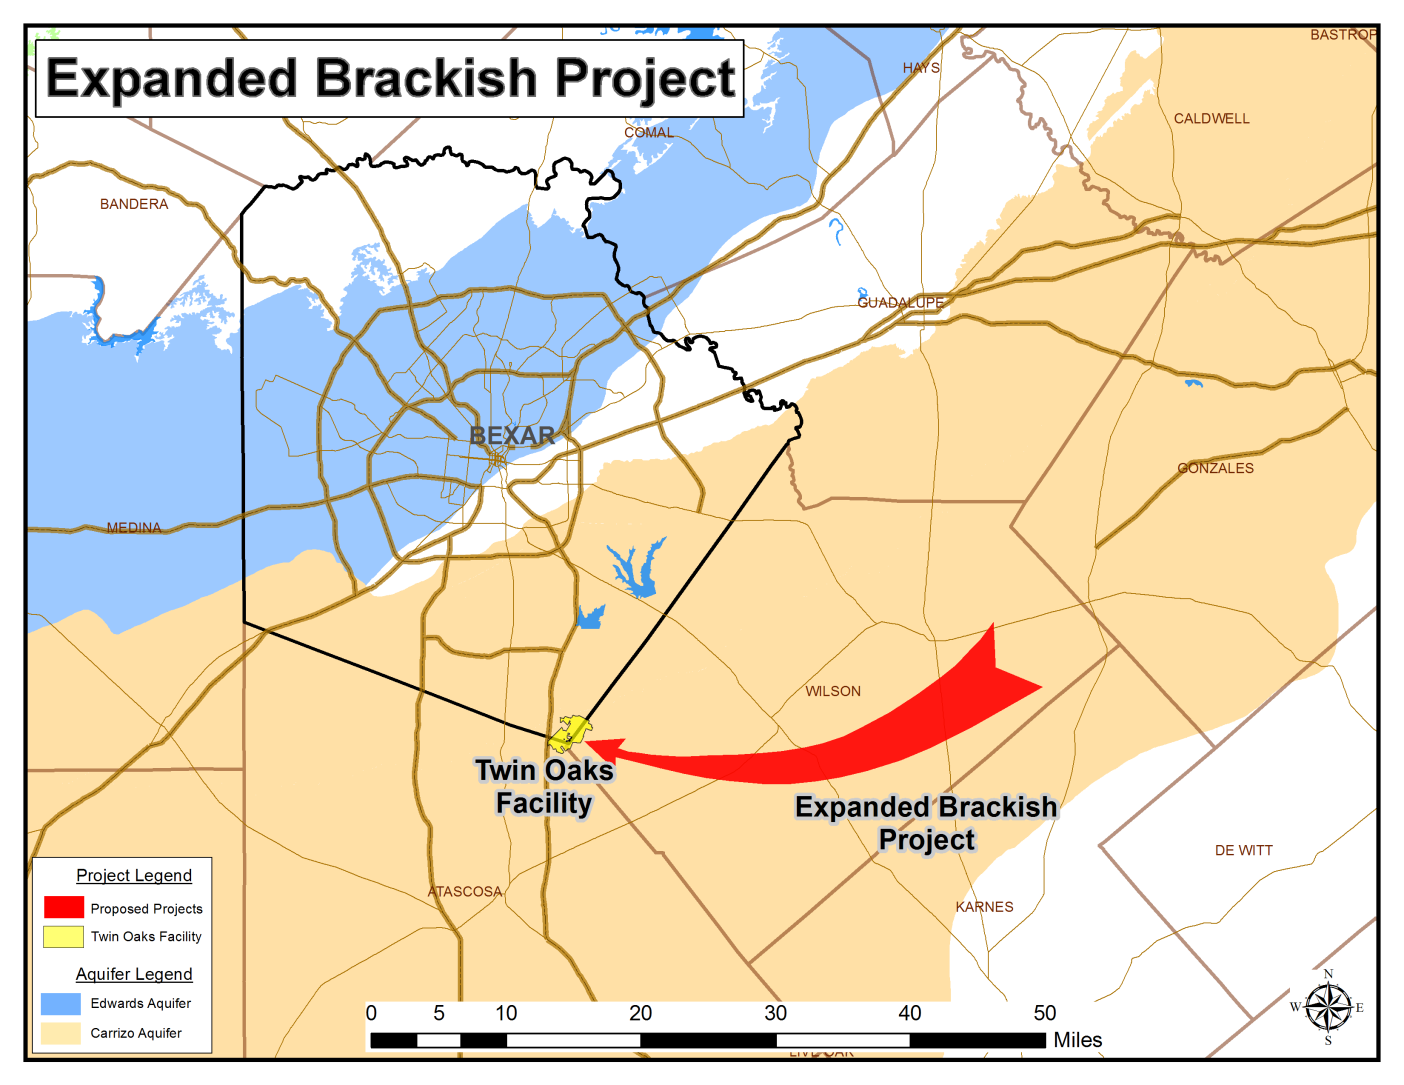 BASTROP
Expanded Brackish Project
HAYS
CALDWELL
COMAL
BANDERA
GUADALUPE
BEXAR
GONZALES
MEDINA
WILSON
Twin Oaks
Facility
Expanded Brackish
Project
DE WITT
ATASCOSA
KARNES
Project Legend
Proposed Projects
Twin Oaks Facility
Aquifer Legend
Edwards Aquifer
Carrizo Aquifer
N
W
E
S
0 5 10 20 30 40 50
Miles
LIVE OAK